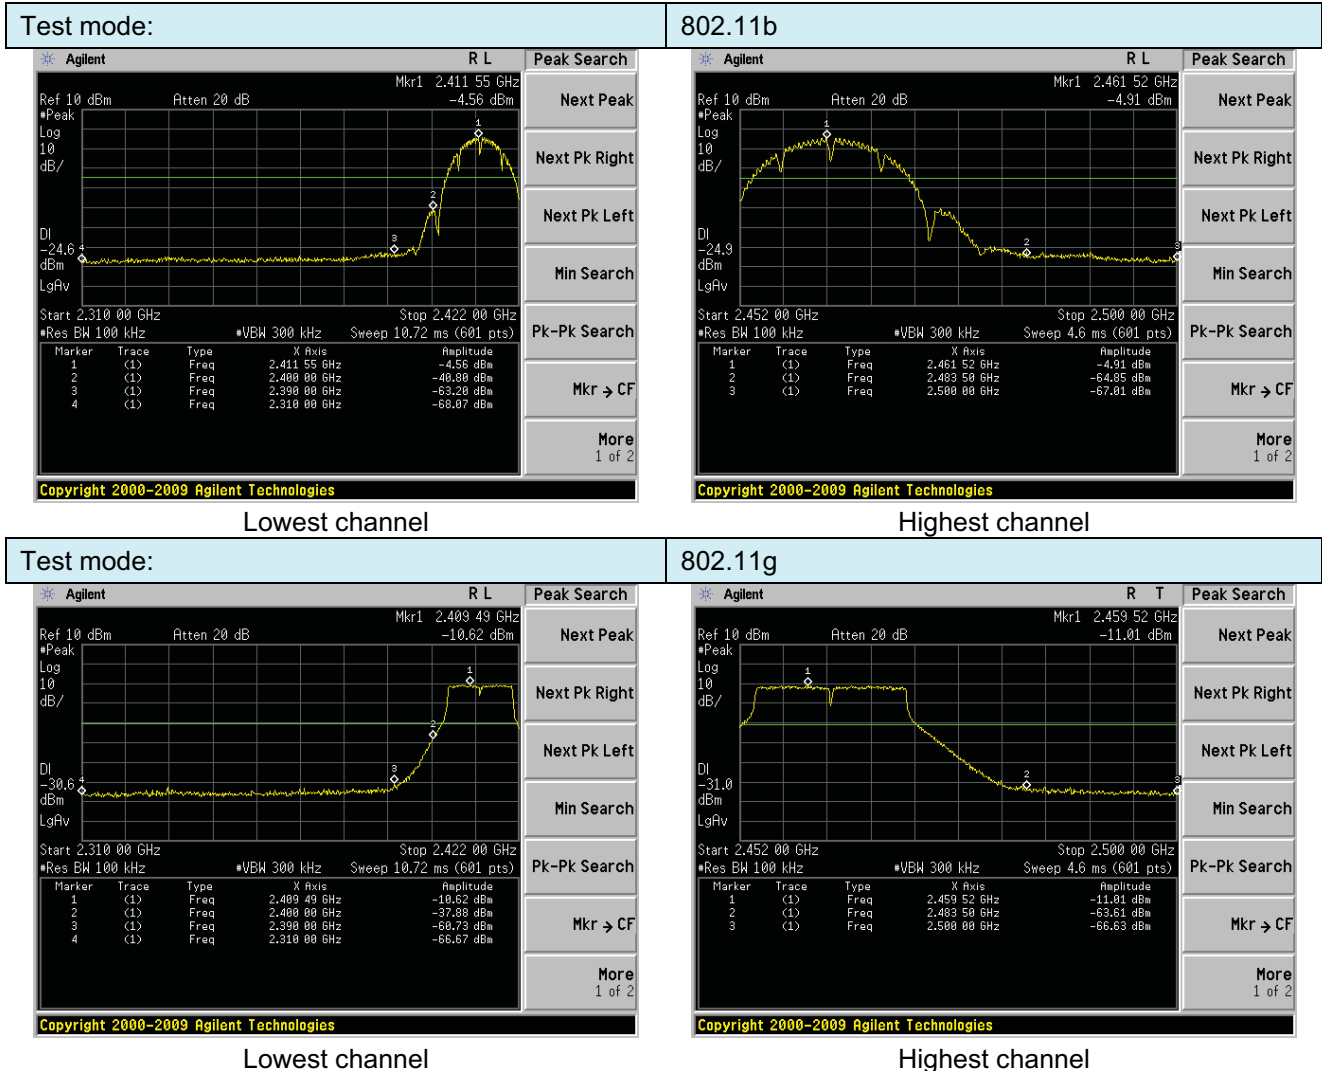 Test mode: 802.11b
Agilent R L Peak Search
Mkr1 2.411 55 GHz
Ref 10 dBm Atten 20 dB -4.56 dBm
#Peak
Log
10
dB/
1
2
3
4
DI
-24.6
dBm
LgAv
Start 2.310 00 GHz Stop 2.422 00 GHz
#Res BW 100 kHz #VBW 300 kHz Sweep 10.72 ms (601 pts)
Marker Trace Type X Axis Amplitude
1 (1) Freq 2.411 55 GHz -4.56 dBm
2 (1) Freq 2.400 00 GHz -40.80 dBm
3 (1) Freq 2.390 00 GHz -63.20 dBm
4 (1) Freq 2.310 00 GHz -68.07 dBm
Next Peak
Next Pk Right
Next Pk Left
Min Search
Pk-Pk Search
Mkr → CF
More
1 of 2
Copyright 2000-2009 Agilent Technologies
Lowest channel
Agilent R L Peak Search
Mkr1 2.461 52 GHz
Ref 10 dBm Atten 20 dB -4.91 dBm
#Peak
Log
10
dB/
1
2
3
DI
-24.9
dBm
LgAv
Start 2.452 00 GHz Stop 2.500 00 GHz
#Res BW 100 kHz #VBW 300 kHz Sweep 4.6 ms (601 pts)
Marker Trace Type X Axis Amplitude
1 (1) Freq 2.461 52 GHz -4.91 dBm
2 (1) Freq 2.483 50 GHz -64.85 dBm
3 (1) Freq 2.500 00 GHz -67.01 dBm
Next Peak
Next Pk Right
Next Pk Left
Min Search
Pk-Pk Search
Mkr → CF
More
1 of 2
Copyright 2000-2009 Agilent Technologies
Highest channel
Test mode: 802.11g
Agilent R L Peak Search
Mkr1 2.409 49 GHz
Ref 10 dBm Atten 20 dB -10.62 dBm
#Peak
Log
10
dB/
1
2
3
4
DI
-30.6
dBm
LgAv
Start 2.310 00 GHz Stop 2.422 00 GHz
#Res BW 100 kHz #VBW 300 kHz Sweep 10.72 ms (601 pts)
Marker Trace Type X Axis Amplitude
1 (1) Freq 2.409 49 GHz -10.62 dBm
2 (1) Freq 2.400 00 GHz -37.88 dBm
3 (1) Freq 2.390 00 GHz -60.73 dBm
4 (1) Freq 2.310 00 GHz -66.67 dBm
Next Peak
Next Pk Right
Next Pk Left
Min Search
Pk-Pk Search
Mkr → CF
More
1 of 2
Copyright 2000-2009 Agilent Technologies
Lowest channel
Agilent R T Peak Search
Mkr1 2.459 52 GHz
Ref 10 dBm Atten 20 dB -11.01 dBm
#Peak
Log
10
dB/
1
2
3
DI
-31.0
dBm
LgAv
Start 2.452 00 GHz Stop 2.500 00 GHz
#Res BW 100 kHz #VBW 300 kHz Sweep 4.6 ms (601 pts)
Marker Trace Type X Axis Amplitude
1 (1) Freq 2.459 52 GHz -11.01 dBm
2 (1) Freq 2.483 50 GHz -63.61 dBm
3 (1) Freq 2.500 00 GHz -66.63 dBm
Next Peak
Next Pk Right
Next Pk Left
Min Search
Pk-Pk Search
Mkr → CF
More
1 of 2
Copyright 2000-2009 Agilent Technologies
Highest channel